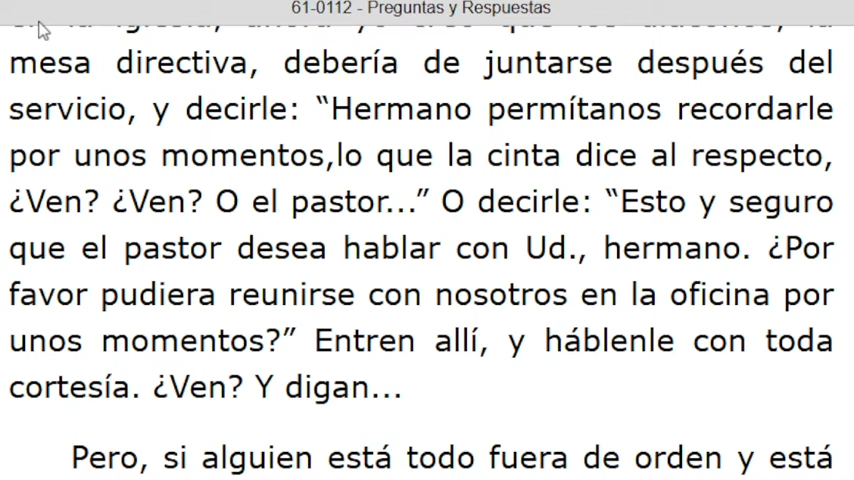 61-0112 - Preguntas y Respuestas
mesa directiva, debería de juntarse después del
servicio, y decirle: “Hermano permítanos recordarle
por unos momentos,lo que la cinta dice al respecto,
¿Ven? ¿Ven? O el pastor...” O decirle: “Esto y seguro
que el pastor desea hablar con Ud., hermano. ¿Por
favor pudiera reunirse con nosotros en la oficina por
unos momentos?” Entren allí, y háblenle con toda
cortesía. ¿Ven? Y digan...
Pero, si alguien está todo fuera de orden y está